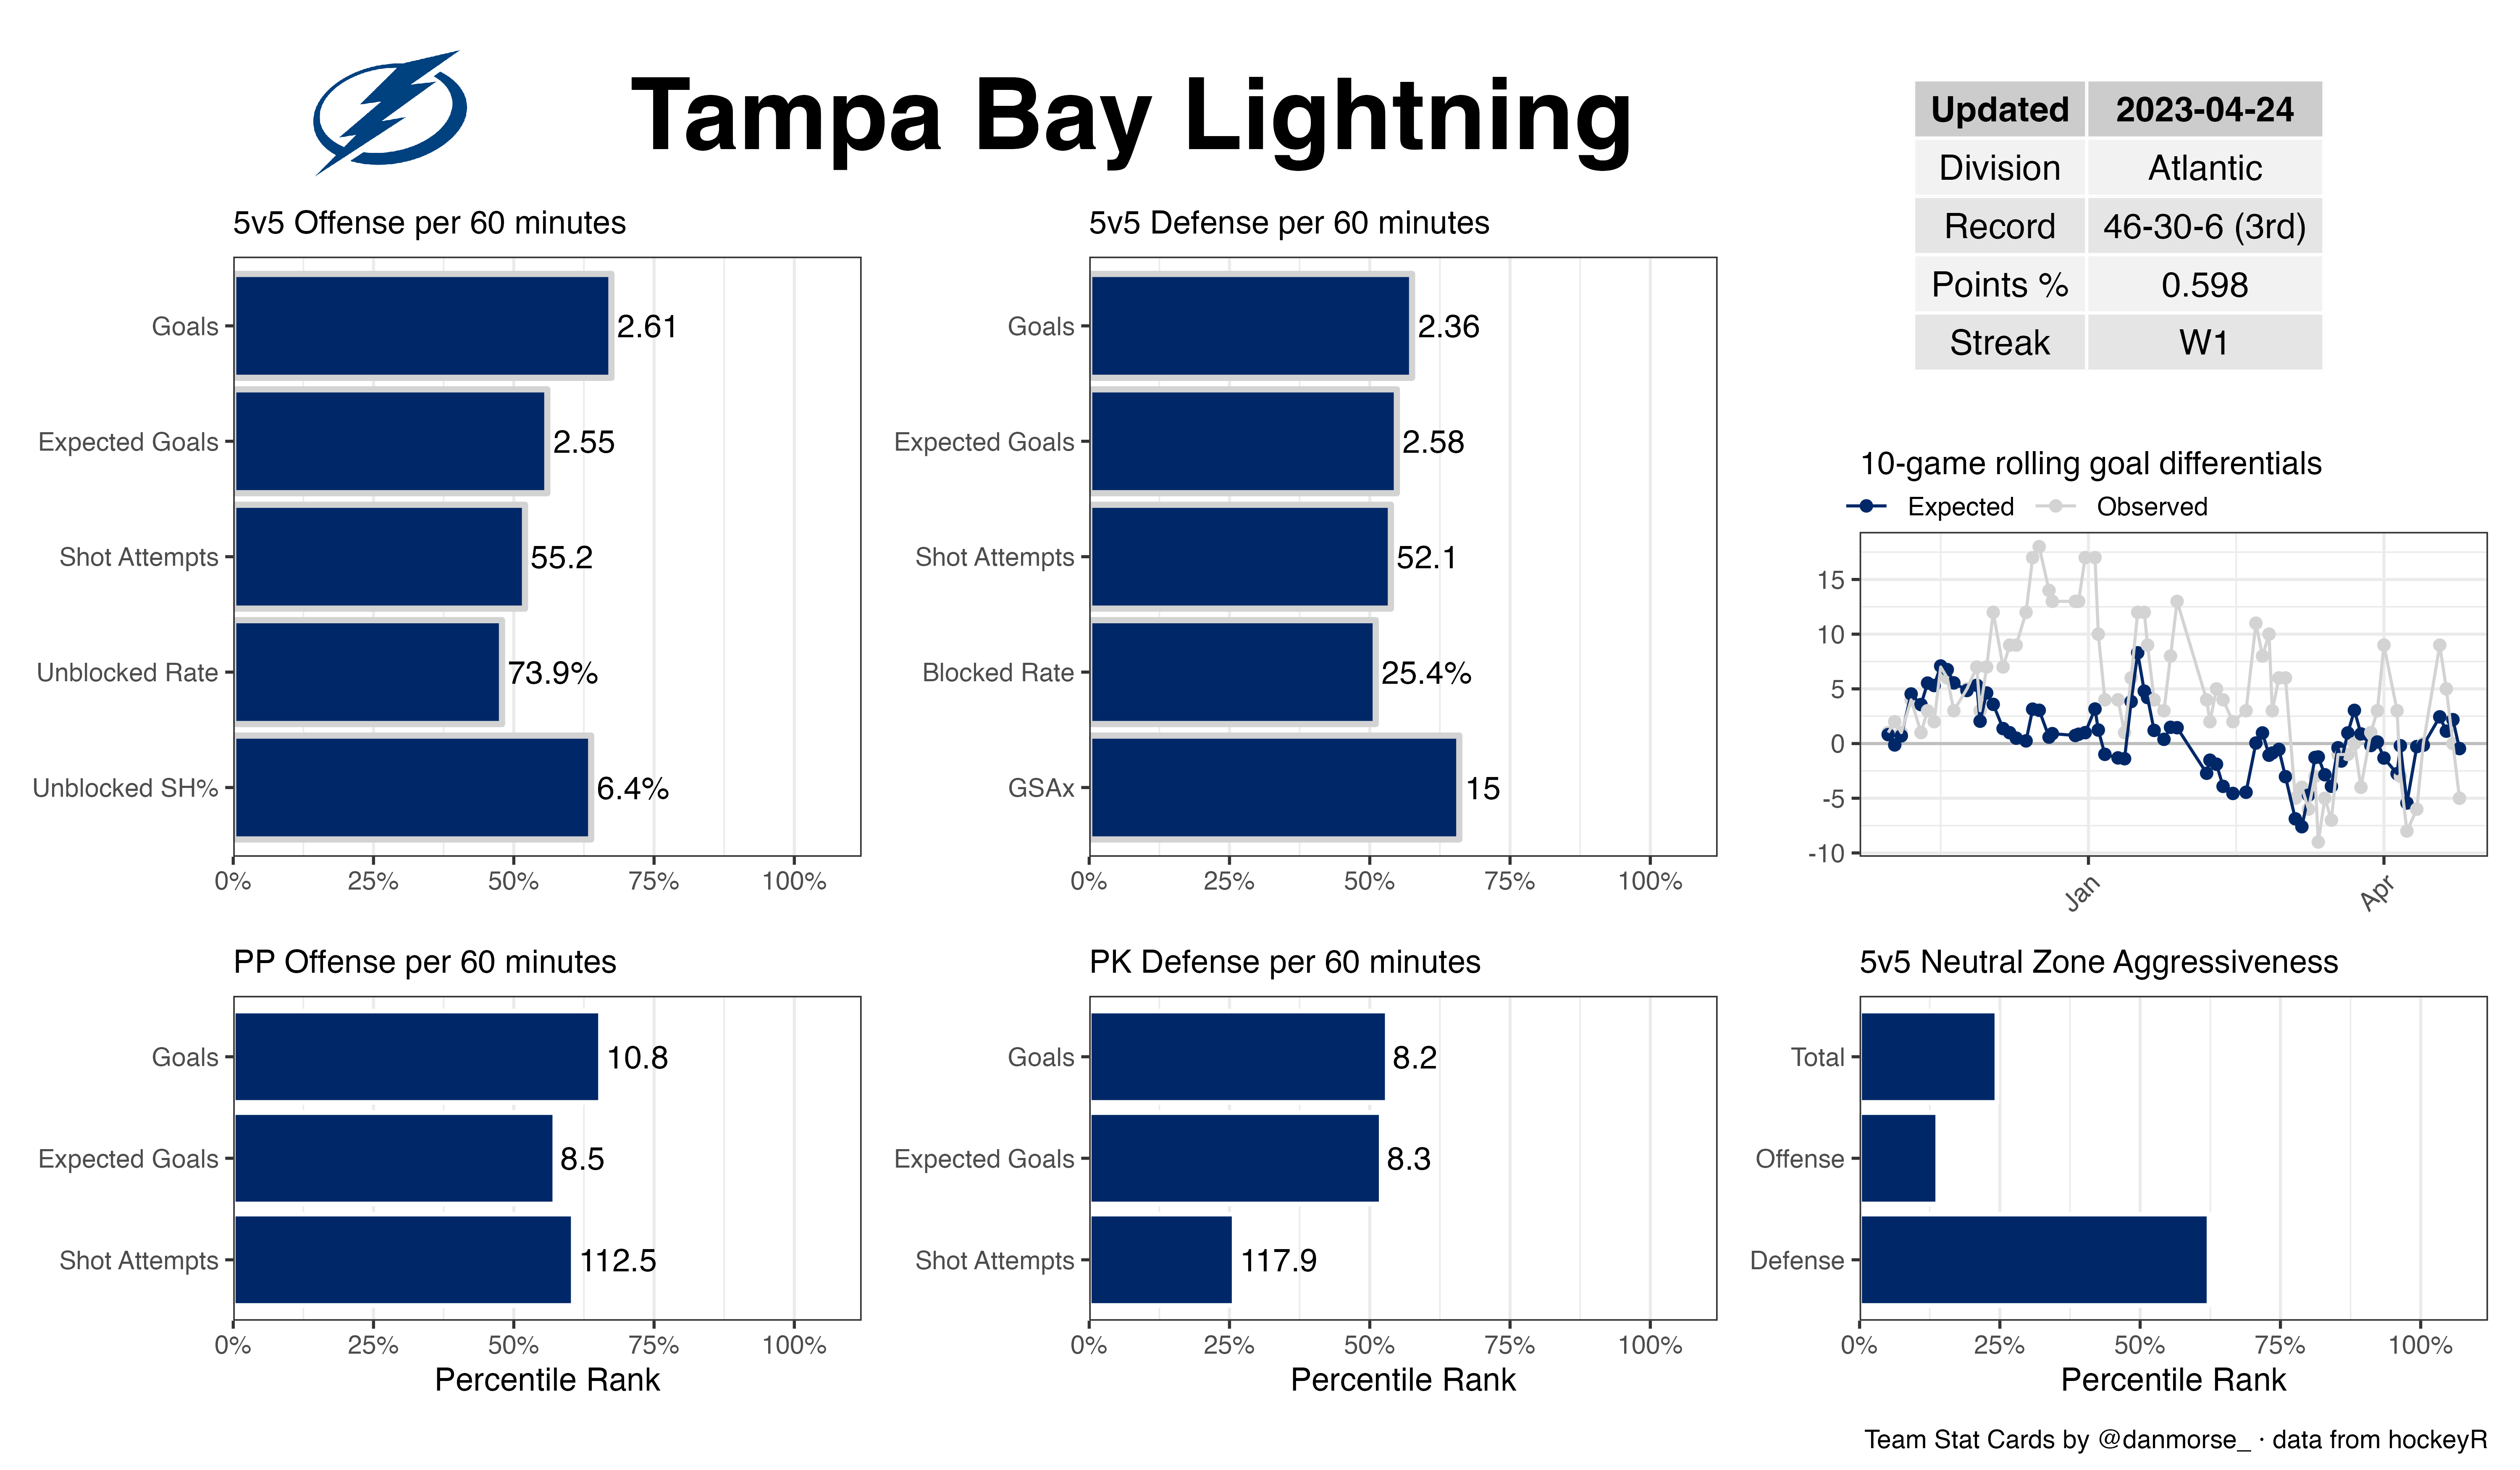 Tampa Bay Lightning
Updated 2023-04-24
Division Atlantic
Record 46-30-6 (3rd)
Points % 0.598
Streak W1
5v5 Offense per 60 minutes
Goals 2.61
Expected Goals 2.55
Shot Attempts 55.2
Unblocked Rate 73.9%
Unblocked SH% 6.4%
0% 25% 50% 75% 100%
5v5 Defense per 60 minutes
Goals 2.36
Expected Goals 2.58
Shot Attempts 52.1
Blocked Rate 25.4%
GSAx 15
0% 25% 50% 75% 100%
10-game rolling goal differentials
Expected Observed
15
10
5
0
-5
-10
Jan Apr
PP Offense per 60 minutes
Goals 10.8
Expected Goals 8.5
Shot Attempts 112.5
0% 25% 50% 75% 100%
Percentile Rank
PK Defense per 60 minutes
Goals 8.2
Expected Goals 8.3
Shot Attempts 117.9
0% 25% 50% 75% 100%
Percentile Rank
5v5 Neutral Zone Aggressiveness
Total
Offense
Defense
0% 25% 50% 75% 100%
Percentile Rank
Team Stat Cards by @danmorse_ · data from hockeyR